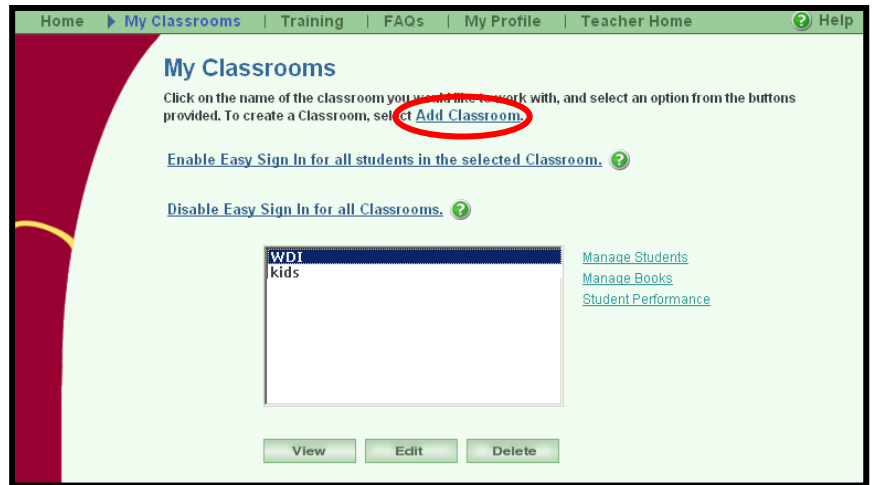 Home My Classrooms | Training | FAQs | My Profile | Teacher Home ? Help
My Classrooms
Click on the name of the classroom you would like to work with, and select an option from the buttons
provided. To create a Classroom, select Add Classroom.
Enable Easy Sign In for all students in the selected Classroom. ?
Disable Easy Sign In for all Classrooms. ?
WDI
kids
Manage Students
Manage Books
Student Performance
View Edit Delete